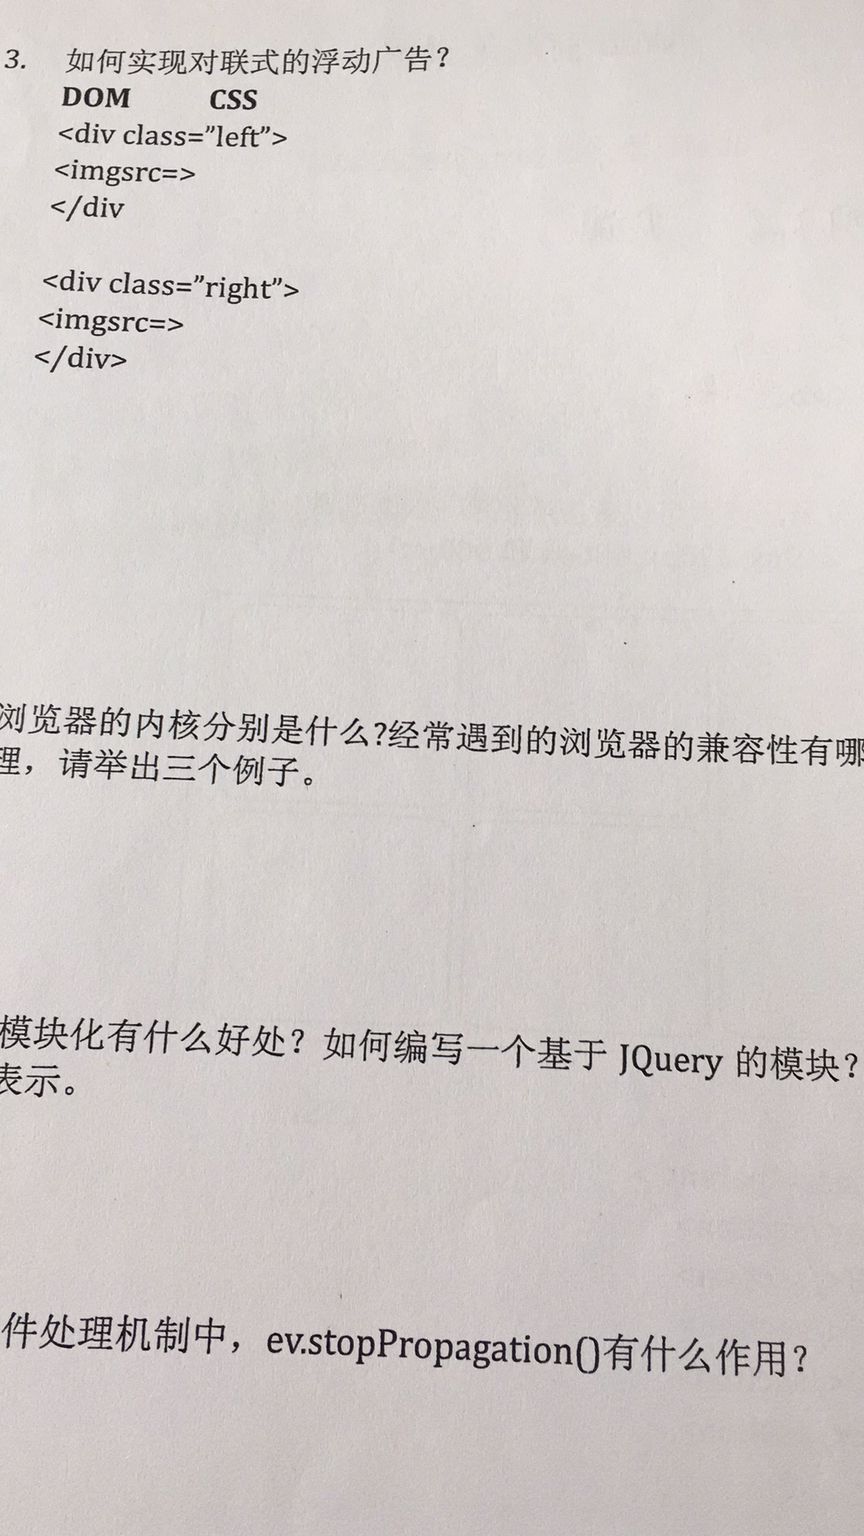 3. 如何实现对联式的浮动广告?
DOM CSS
<div class=”left”>
<imgsrc=>
</div
<div class=”right”>
<imgsrc=>
</div>
浏览器的内核分别是什么?经常遇到的浏览器的兼容性有哪
理，请举出三个例子。
模块化有什么好处？如何编写一个基于 JQuery 的模块？
表示。
件处理机制中，ev.stopPropagation()有什么作用？